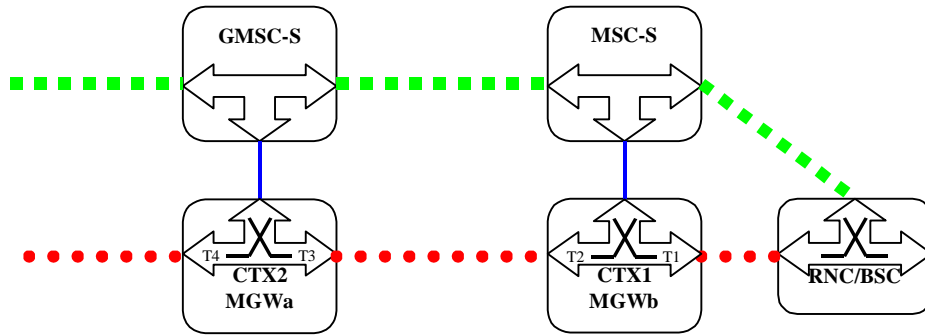 GMSC-S
MSC-S
T4 T3
CTX2
MGWa
T2 T1
CTX1
MGWb
RNC/BSC